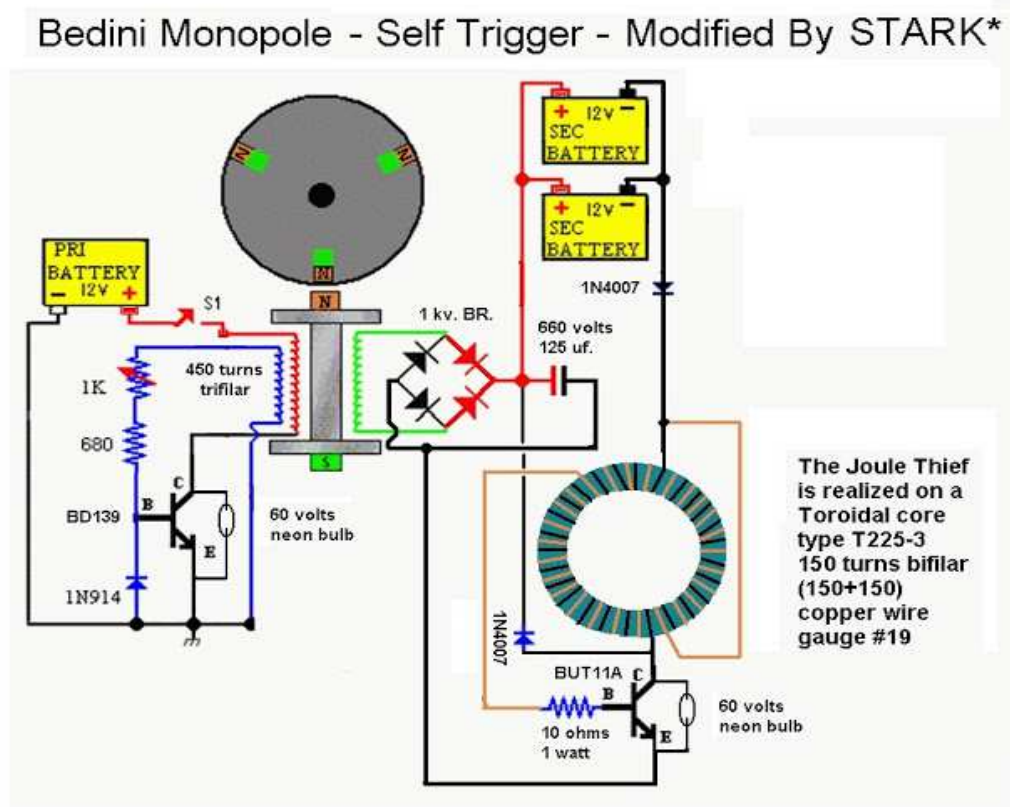 Bedini Monopole - Self Trigger - Modified By STARK*
+ 12V -
SEC
BATTERY
+ 12V -
SEC
BATTERY
N
N
N
PRI
BATTERY
- 12V +
S1
N
1 kv. BR.
1N4007
660 volts
125 uf.
450 turns
trifilar
1K
680
S
C
B
E
BD139
60 volts
neon bulb
1N914
The Joule Thief
is realized on a
Toroidal core
type T225-3
150 turns bifilar
(150+150)
copper wire
gauge #19
1N4007
BUT11A
C
B
E
10 ohms
1 watt
60 volts
neon bulb